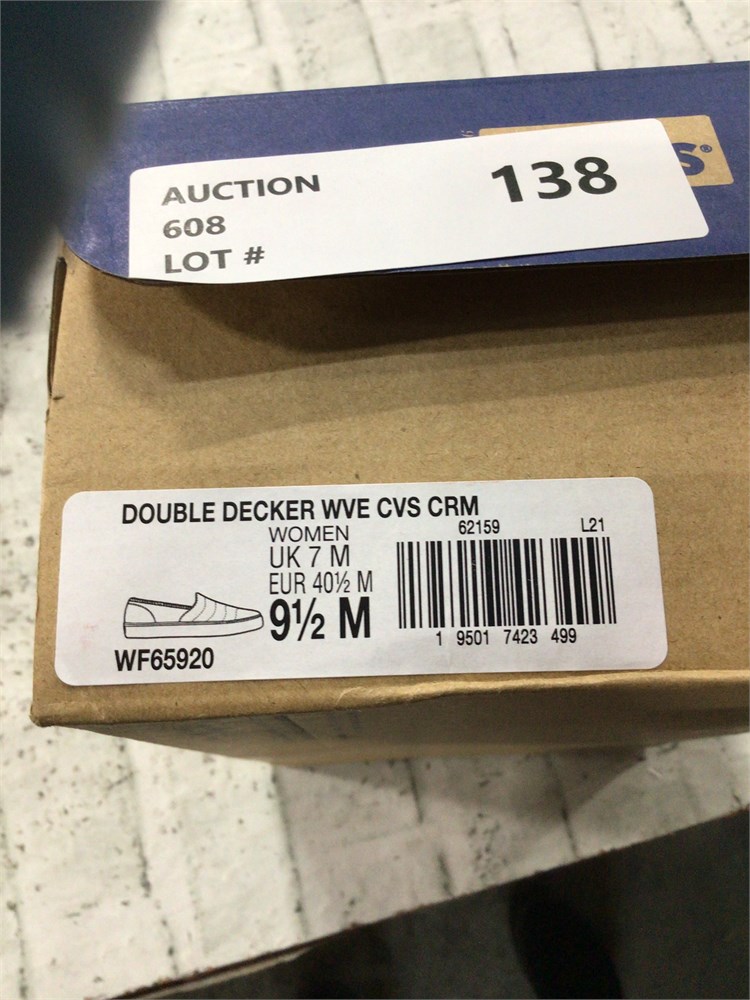 AUCTION
608
LOT #
138
S®
DOUBLE DECKER WVE CVS CRM
WOMEN
UK 7 M
EUR 40½ M
9½ M
WF65920
62159
L21
1 9501 7423 499